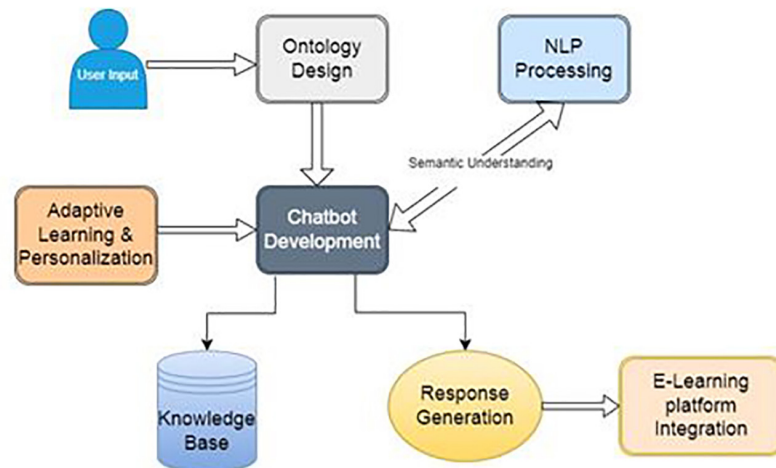 User Input
Ontology
Design
NLP
Processing
Semantic Understanding
Adaptive
Learning &
Personalization
Chatbot
Development
Knowledge
Base
Response
Generation
E-Learning
platform
Integration